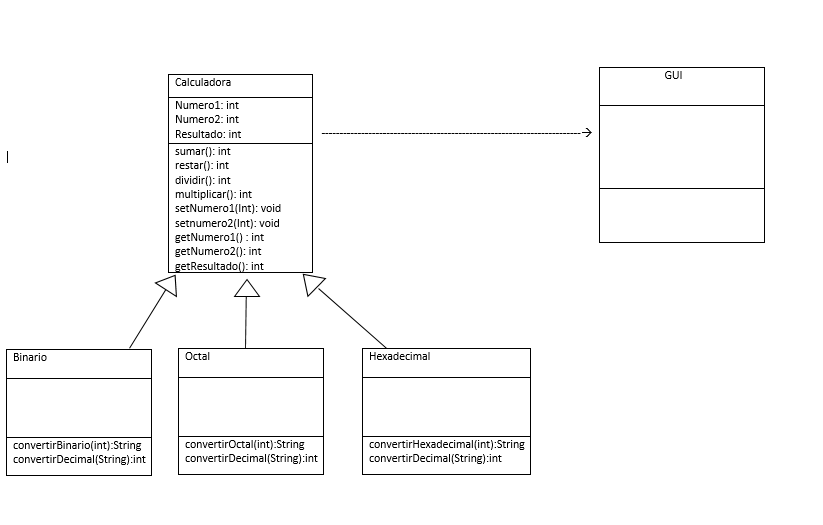 Calculadora
Numero1: int
Numero2: int
Resultado: int
sumar(): int
restar(): int
dividir(): int
multiplicar(): int
setNumero1(Int): void
setnumero2(Int): void
getNumero1() : int
getNumero2(): int
getResultado(): int
GUI
Binario
convertirBinario(int):String
convertirDecimal(String):int
Octal
convertirOctal(int):String
convertirDecimal(String):int
Hexadecimal
convertirHexadecimal(int):String
convertirDecimal(String):int